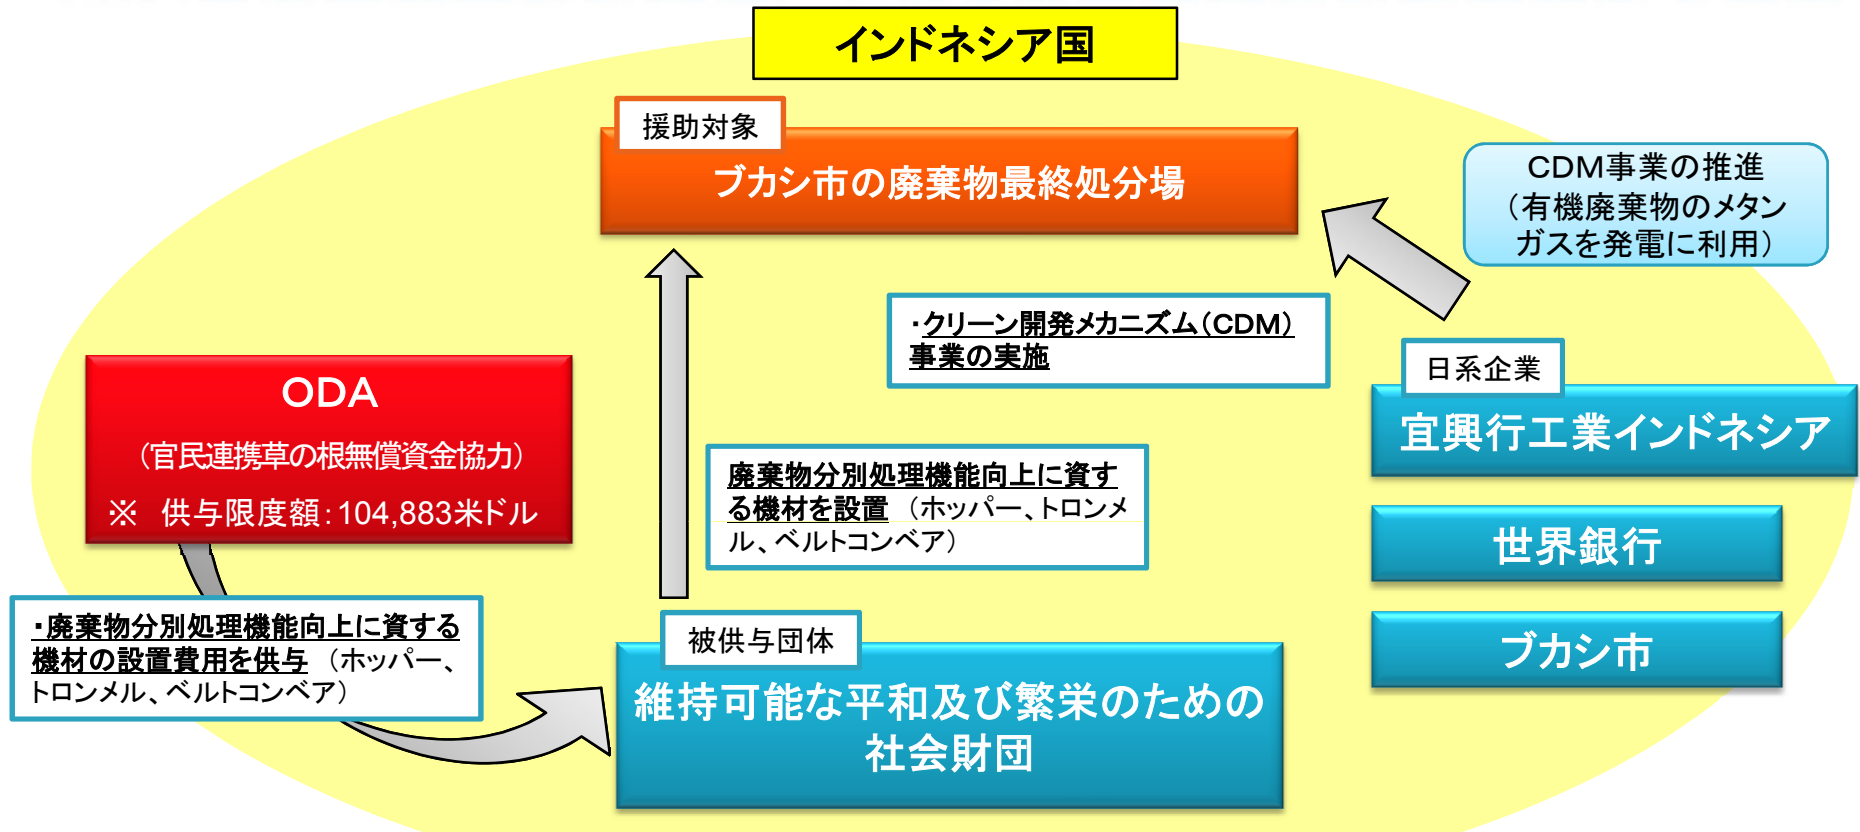 インドネシア国
援助対象
ブカシ市の廃棄物最終処分場
CDM事業の推進
（有機廃棄物のメタン
ガスを発電に利用）
・クリーン開発メカニズム（CDM）
事業の実施
日系企業
宜興行工業インドネシア
世界銀行
ブカシ市
ODA
（官民連携草の根無償資金協力）
※　供与限度額：104,883米ドル
廃棄物分別処理機能向上に資す
る機材を設置　（ホッパー、トロンメ
ル、ベルトコンベア）
・廃棄物分別処理機能向上に資する
機材の設置費用を供与　（ホッパー、
トロンメル、ベルトコンベア）
被供与団体
維持可能な平和及び繁栄のための
社会財団